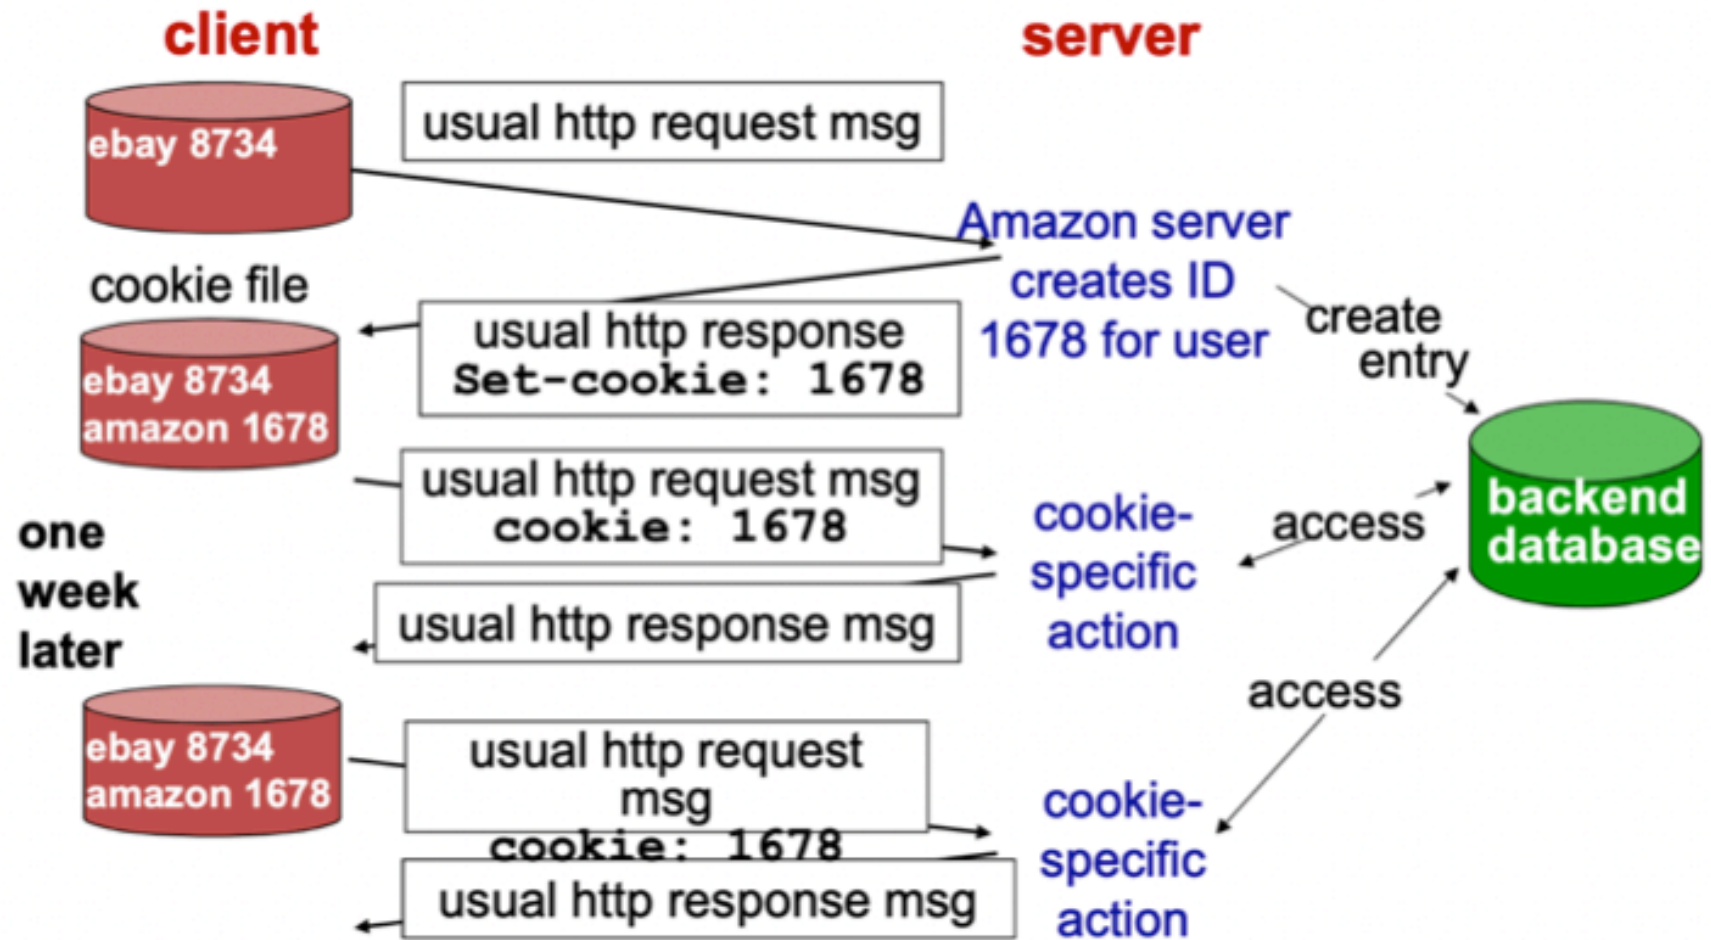 client
server
ebay 8734
usual http request msg
Amazon server
creates ID
1678 for user
cookie file
create
entry
usual http response
Set-cookie: 1678
ebay 8734
amazon 1678
backend
database
usual http request msg
cookie: 1678
cookie-
specific
action
access
one
week
later
usual http response msg
access
ebay 8734
amazon 1678
usual http request
msg
cookie: 1678
cookie-
specific
action
usual http response msg